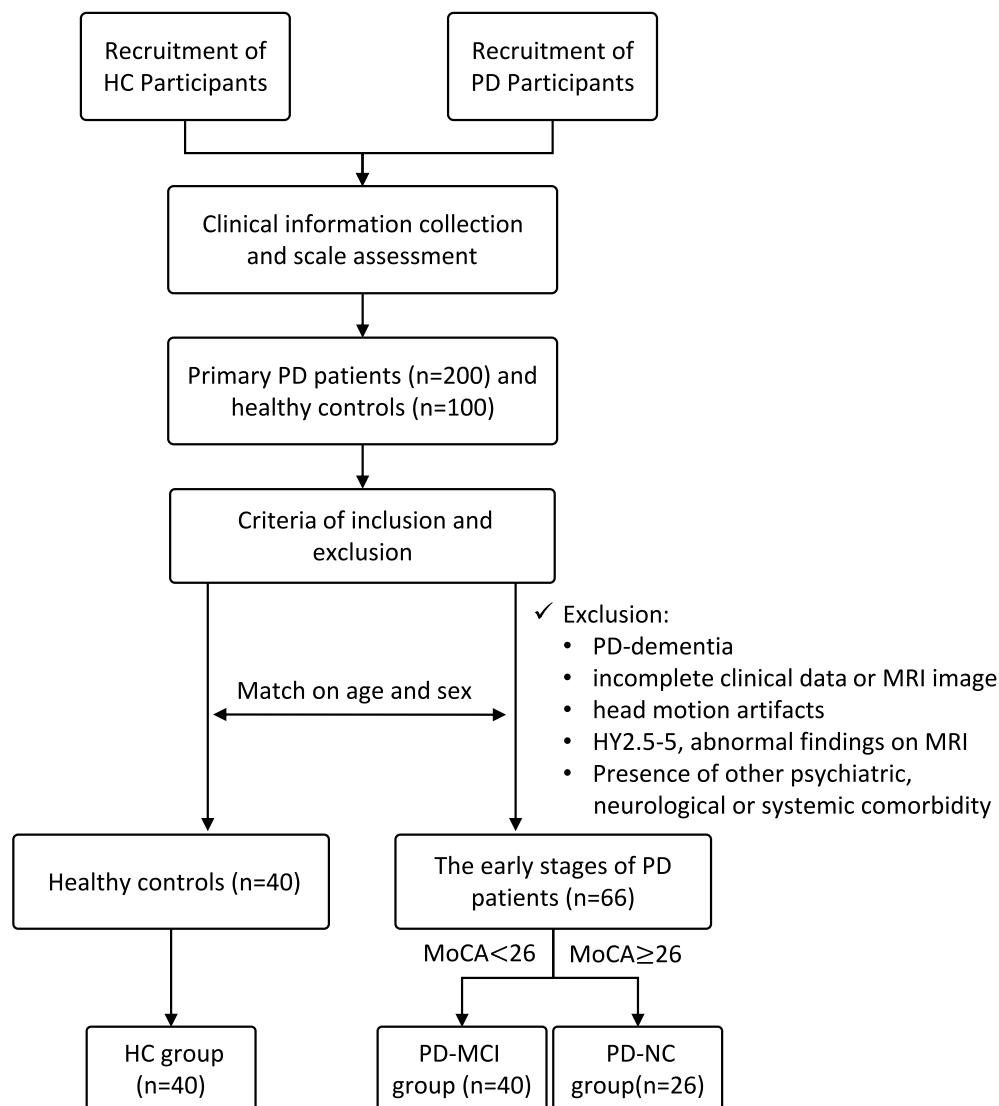 Recruitment of
HC Participants
Recruitment of
PD Participants
Clinical information collection
and scale assessment
Primary PD patients (n=200) and
healthy controls (n=100)
Criteria of inclusion and
exclusion
✓ Exclusion:
• PD-dementia
• incomplete clinical data or MRI image
• head motion artifacts
• HY2.5-5, abnormal findings on MRI
• Presence of other psychiatric,
neurological or systemic comorbidity
Match on age and sex
Healthy controls (n=40)
The early stages of PD
patients (n=66)
MoCA<26
MoCA≥26
HC group
(n=40)
PD-MCI
group (n=40)
PD-NC
group(n=26)